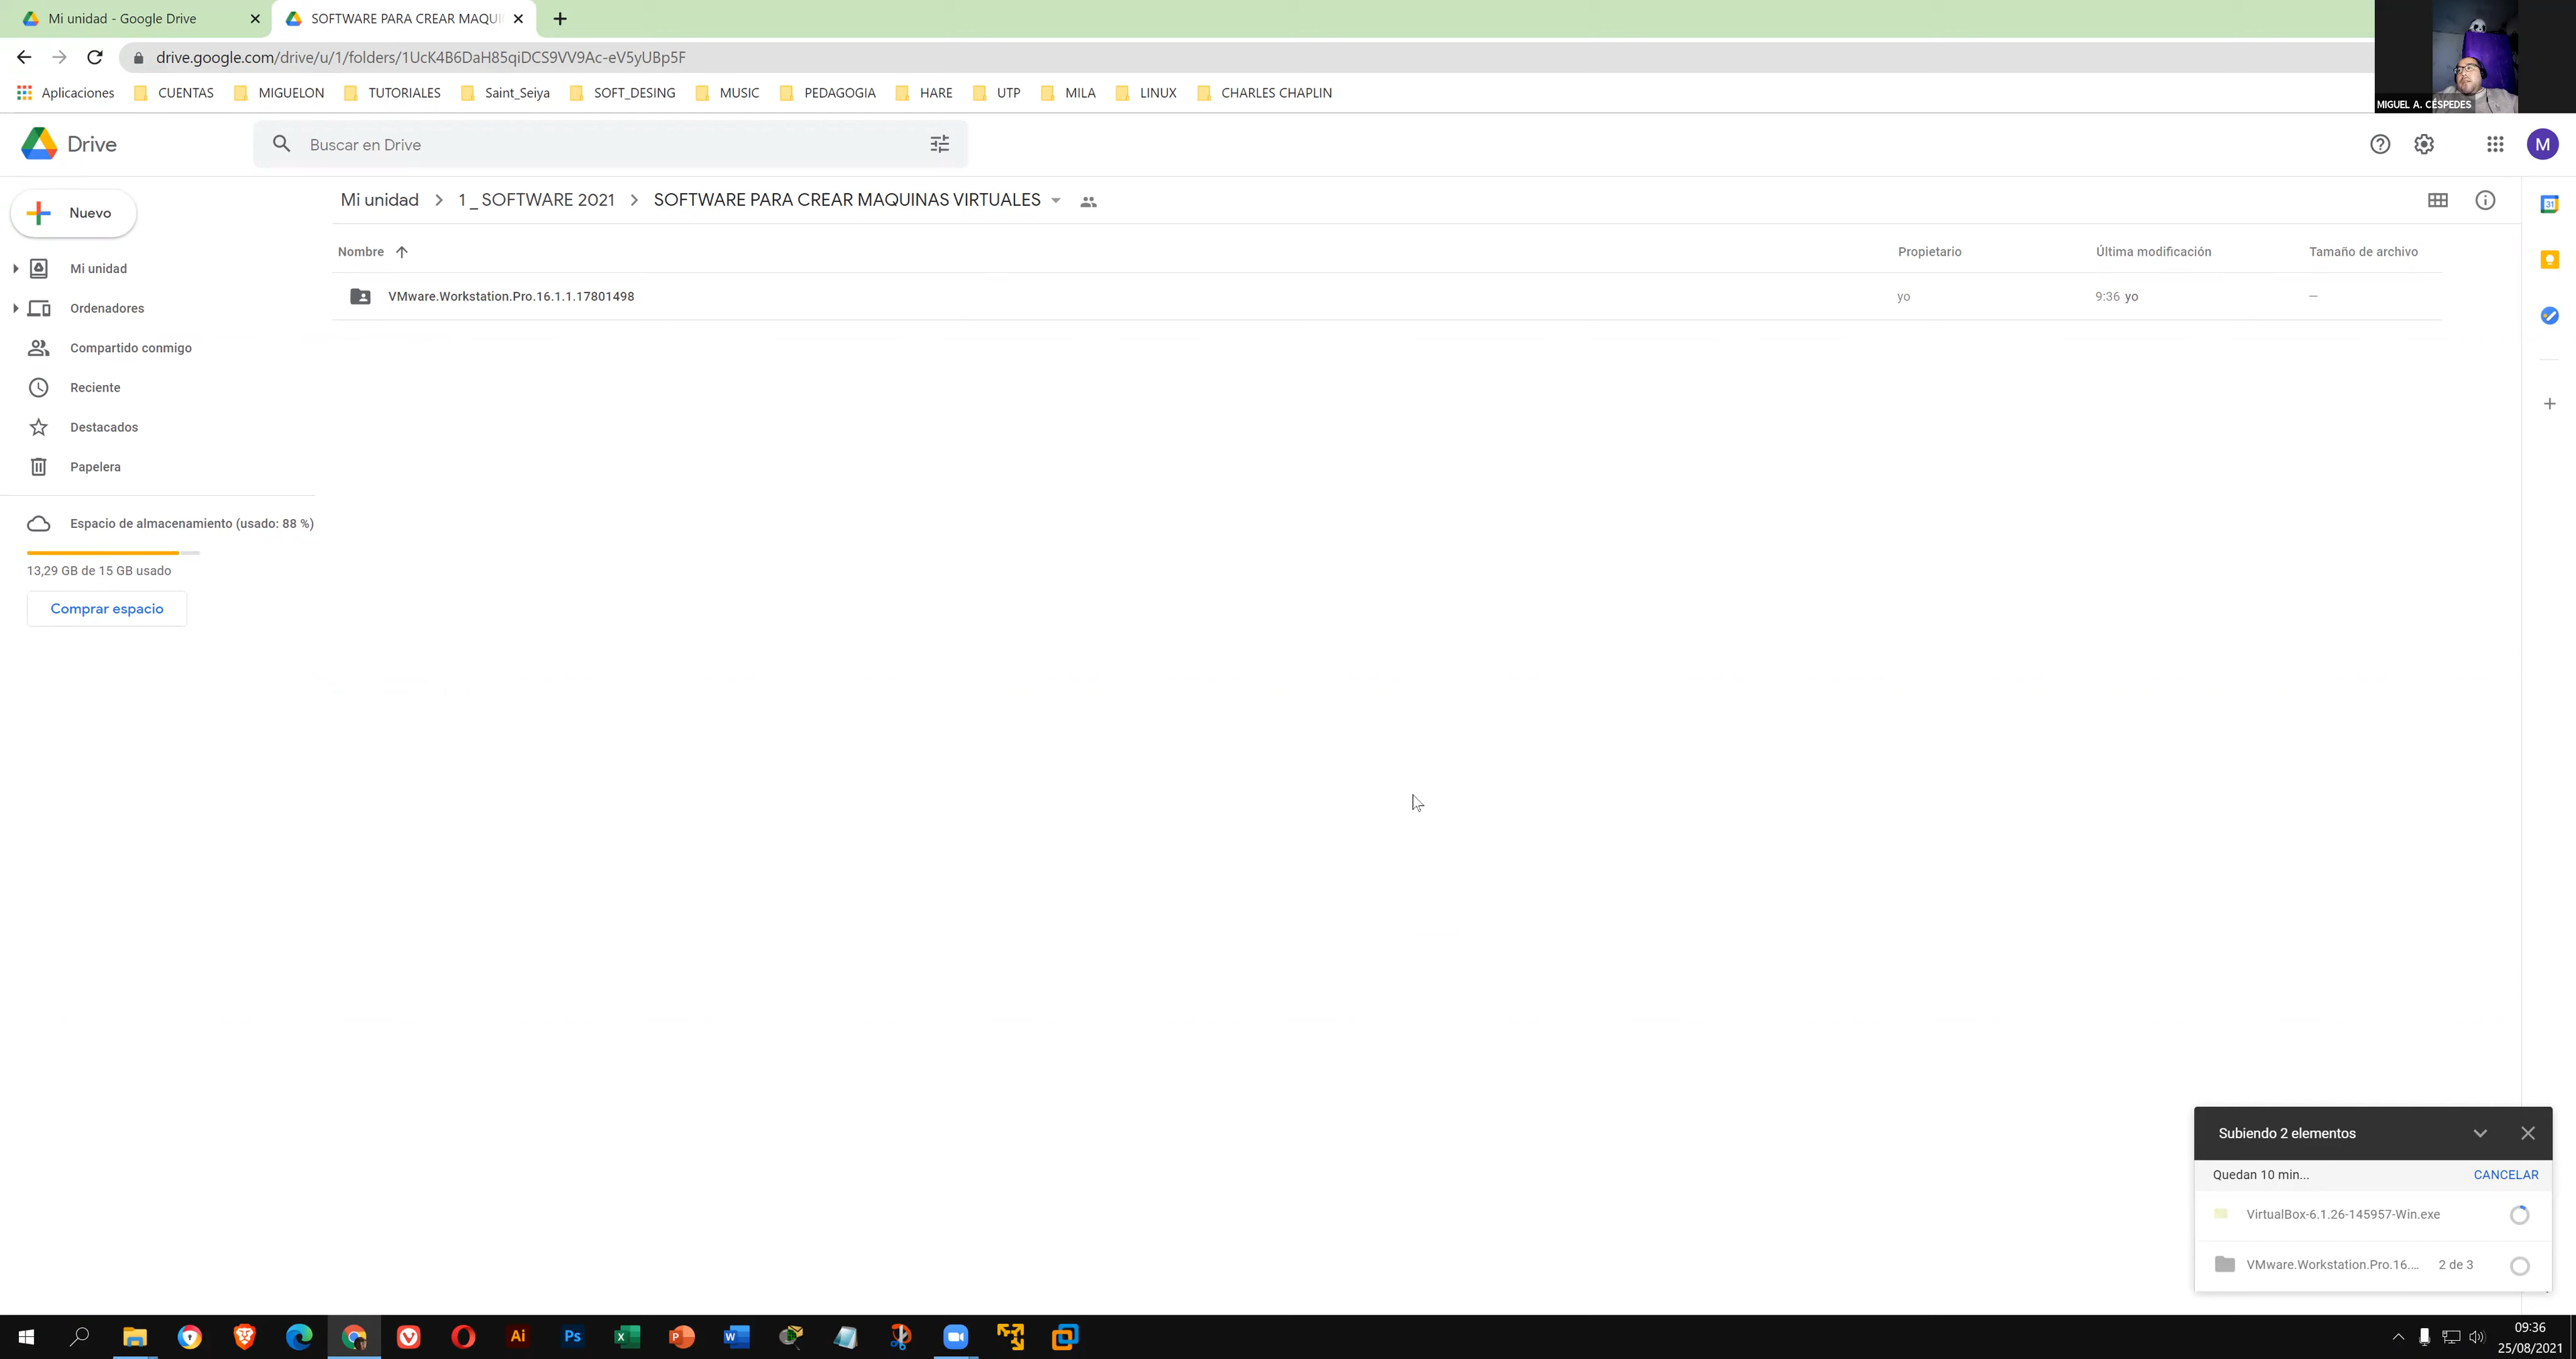 Mi unidad - Google Drive
SOFTWARE PARA CREAR MAQUI
MIGUEL A. CÉSPEDES
drive.google.com/drive/u/1/folders/1UcK4B6DaH85qiDCS9VV9Ac-eV5yUBp5F
Aplicaciones CUENTAS MIGUELON TUTORIALES Saint_Seiya SOFT_DESING MUSIC PEDAGOGIA HARE UTP MILA LINUX CHARLES CHAPLIN
Drive
Buscar en Drive
M
Nuevo
Mi unidad > 1 _ SOFTWARE 2021 > SOFTWARE PARA CREAR MAQUINAS VIRTUALES
Nombre Propietario Última modificación Tamaño de archivo
VMware.Workstation.Pro.16.1.1.17801498 yo 9:36 yo —
Mi unidad
Ordenadores
Compartido conmigo
Reciente
Destacados
Papelera
Espacio de almacenamiento (usado: 88 %)
13,29 GB de 15 GB usado
Comprar espacio
31
Subiendo 2 elementos
Quedan 10 min... CANCELAR
VirtualBox-6.1.26-145957-Win.exe
VMware.Workstation.Pro.16.... 2 de 3
Ai Ps
09:36
25/08/2021